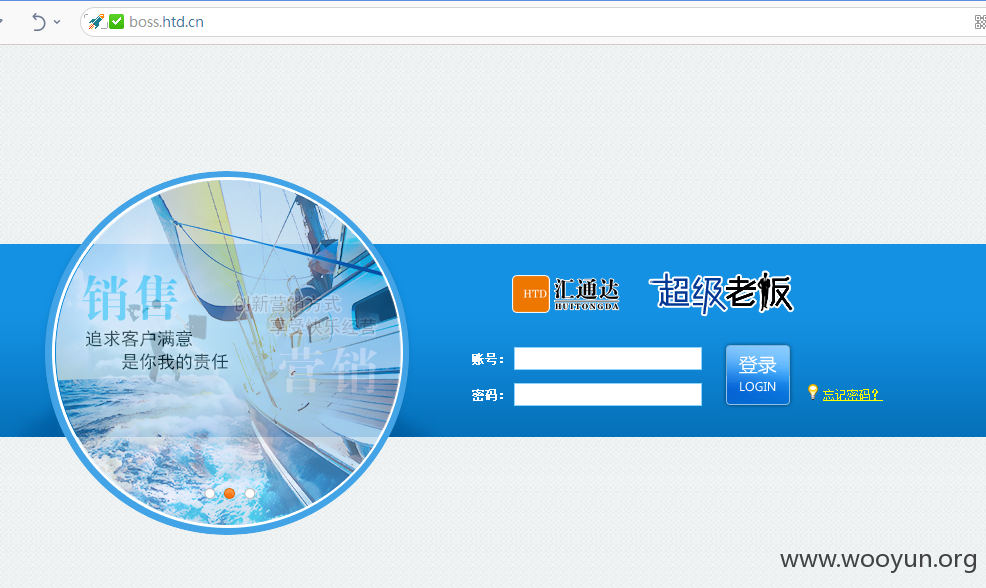 boss.htd.cn
销售
追求客户满意
是你我的责任
创新营销方式
享受快乐经营
营销
HTD 汇通达
HUITONGDA
超级老板
账号：
密码：
登录
LOGIN
忘记密码？
www.wooyun.org